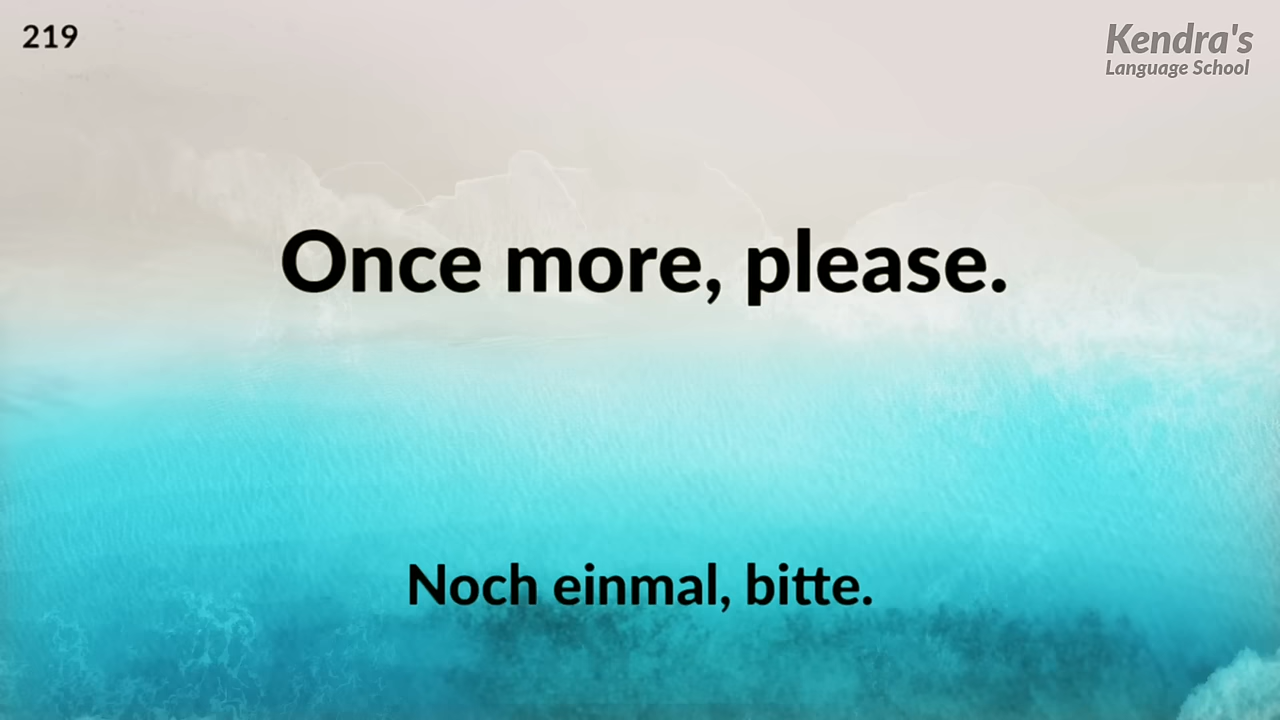 219
Kendra's
Language School
Once more, please.
Noch einmal, bitte.